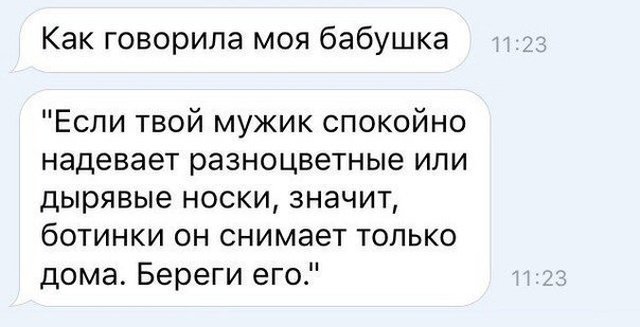 Как говорила моя бабушка
11:23
"Если твой мужик спокойно
надевает разноцветные или
дырявые носки, значит,
ботинки он снимает только
дома. Береги его."
11:23